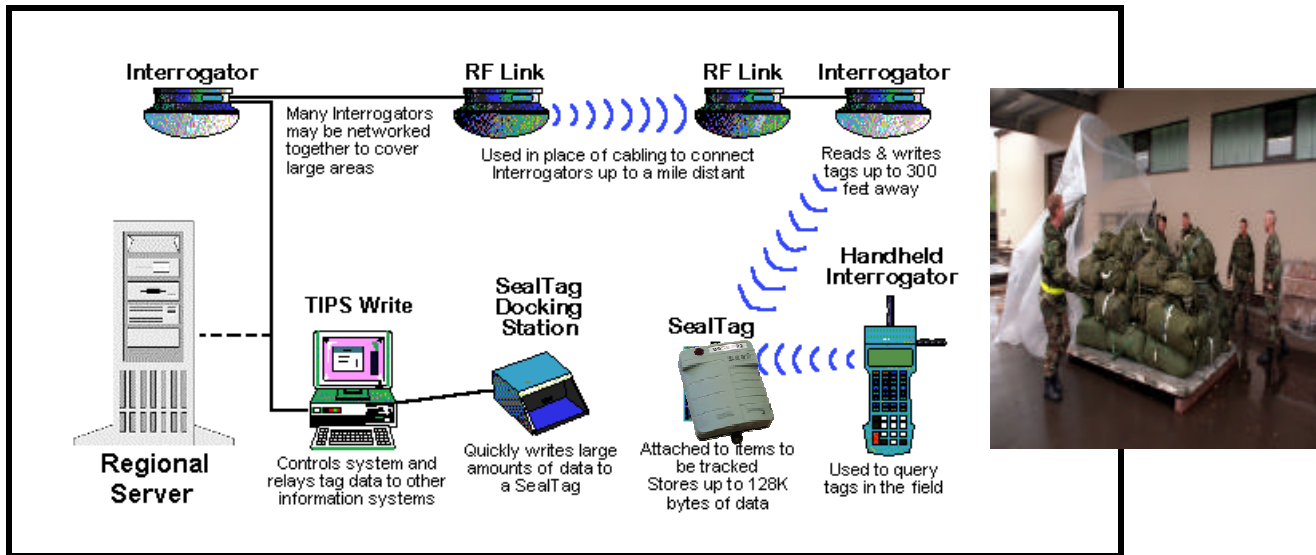 Interrogator
RF Link
RF Link
Interrogator
Many Interrogators
may be networked
together to cover
large areas
Used in place of cabling to connect
Interrogators up to a mile distant
Reads & writes
tags up to 300
feet away
Handheld
Interrogator
SealTag
Docking
Station
TIPS Write
SealTag
Regional
Server
Controls system and
relays tag data to other
information systems
Quickly writes large
amounts of data to
a SealTag
Attached to items to
be tracked
Stores up to 128K
bytes of data
Used to query
tags in the field